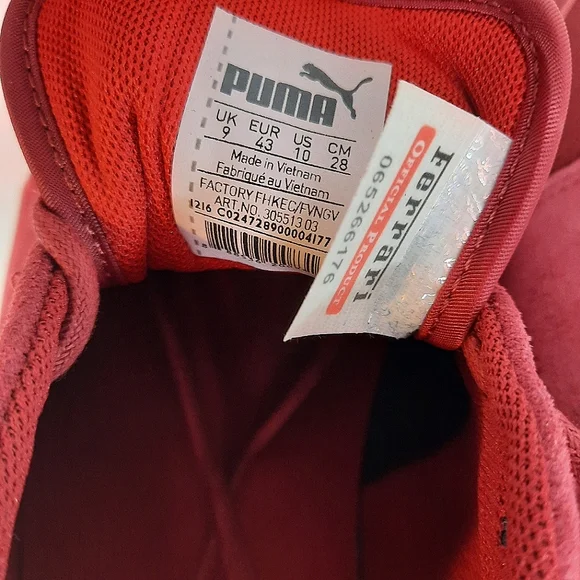 PUMA
UK EUR US CM
9 43 10 28
Made in Vietnam
Fabriqué au Vietnam
FACTORY FHKEC/FVNGV
ART.NO. 305513 03
1216 C024728900004177
Ferrari
OFFICIAL PRODUCT
065266176